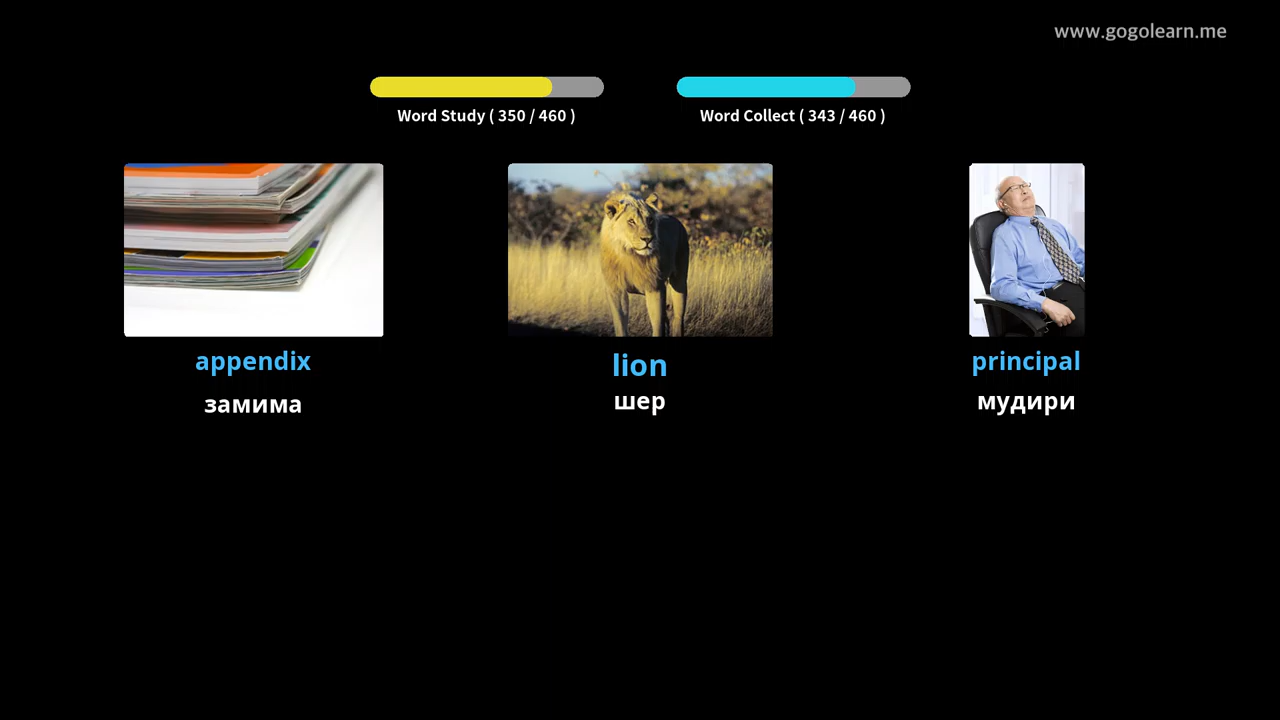 www.gogolearn.me
Word Study ( 350 / 460 )
Word Collect ( 343 / 460 )
appendix
замима
lion
шер
principal
мудири